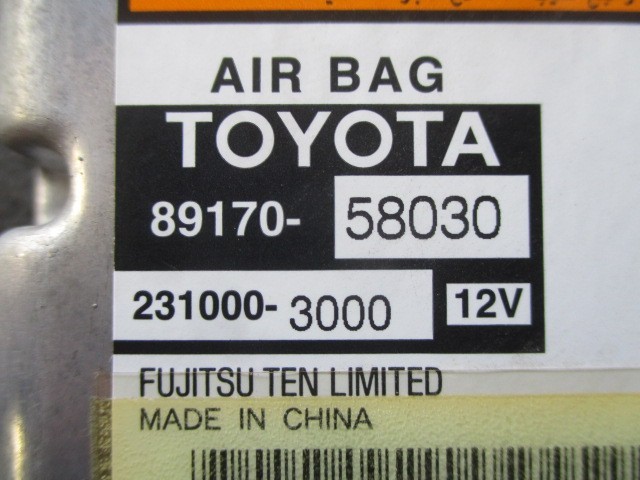 AIR BAG
TOYOTA
89170- 58030
231000- 3000 12V
FUJITSU TEN LIMITED
MADE IN CHINA